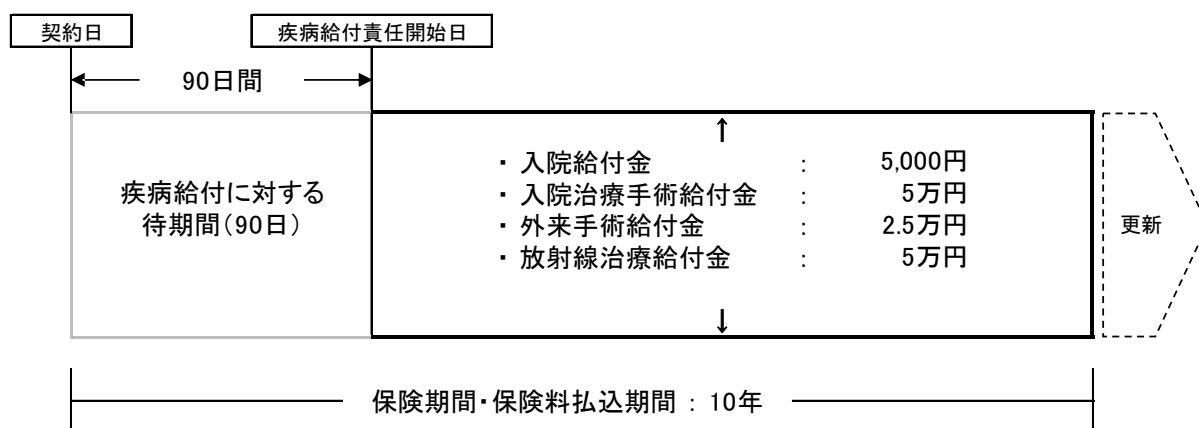 契約日
疾病給付責任開始日
90日間
疾病給付に対する
待期間(90日)
↑
・ 入院給付金 : 5,000円
・ 入院治療手術給付金 : 5万円
・ 外来手術給付金 : 2.5万円
・ 放射線治療給付金 : 5万円
↓
更新
保険期間・保険料払込期間 : 10年